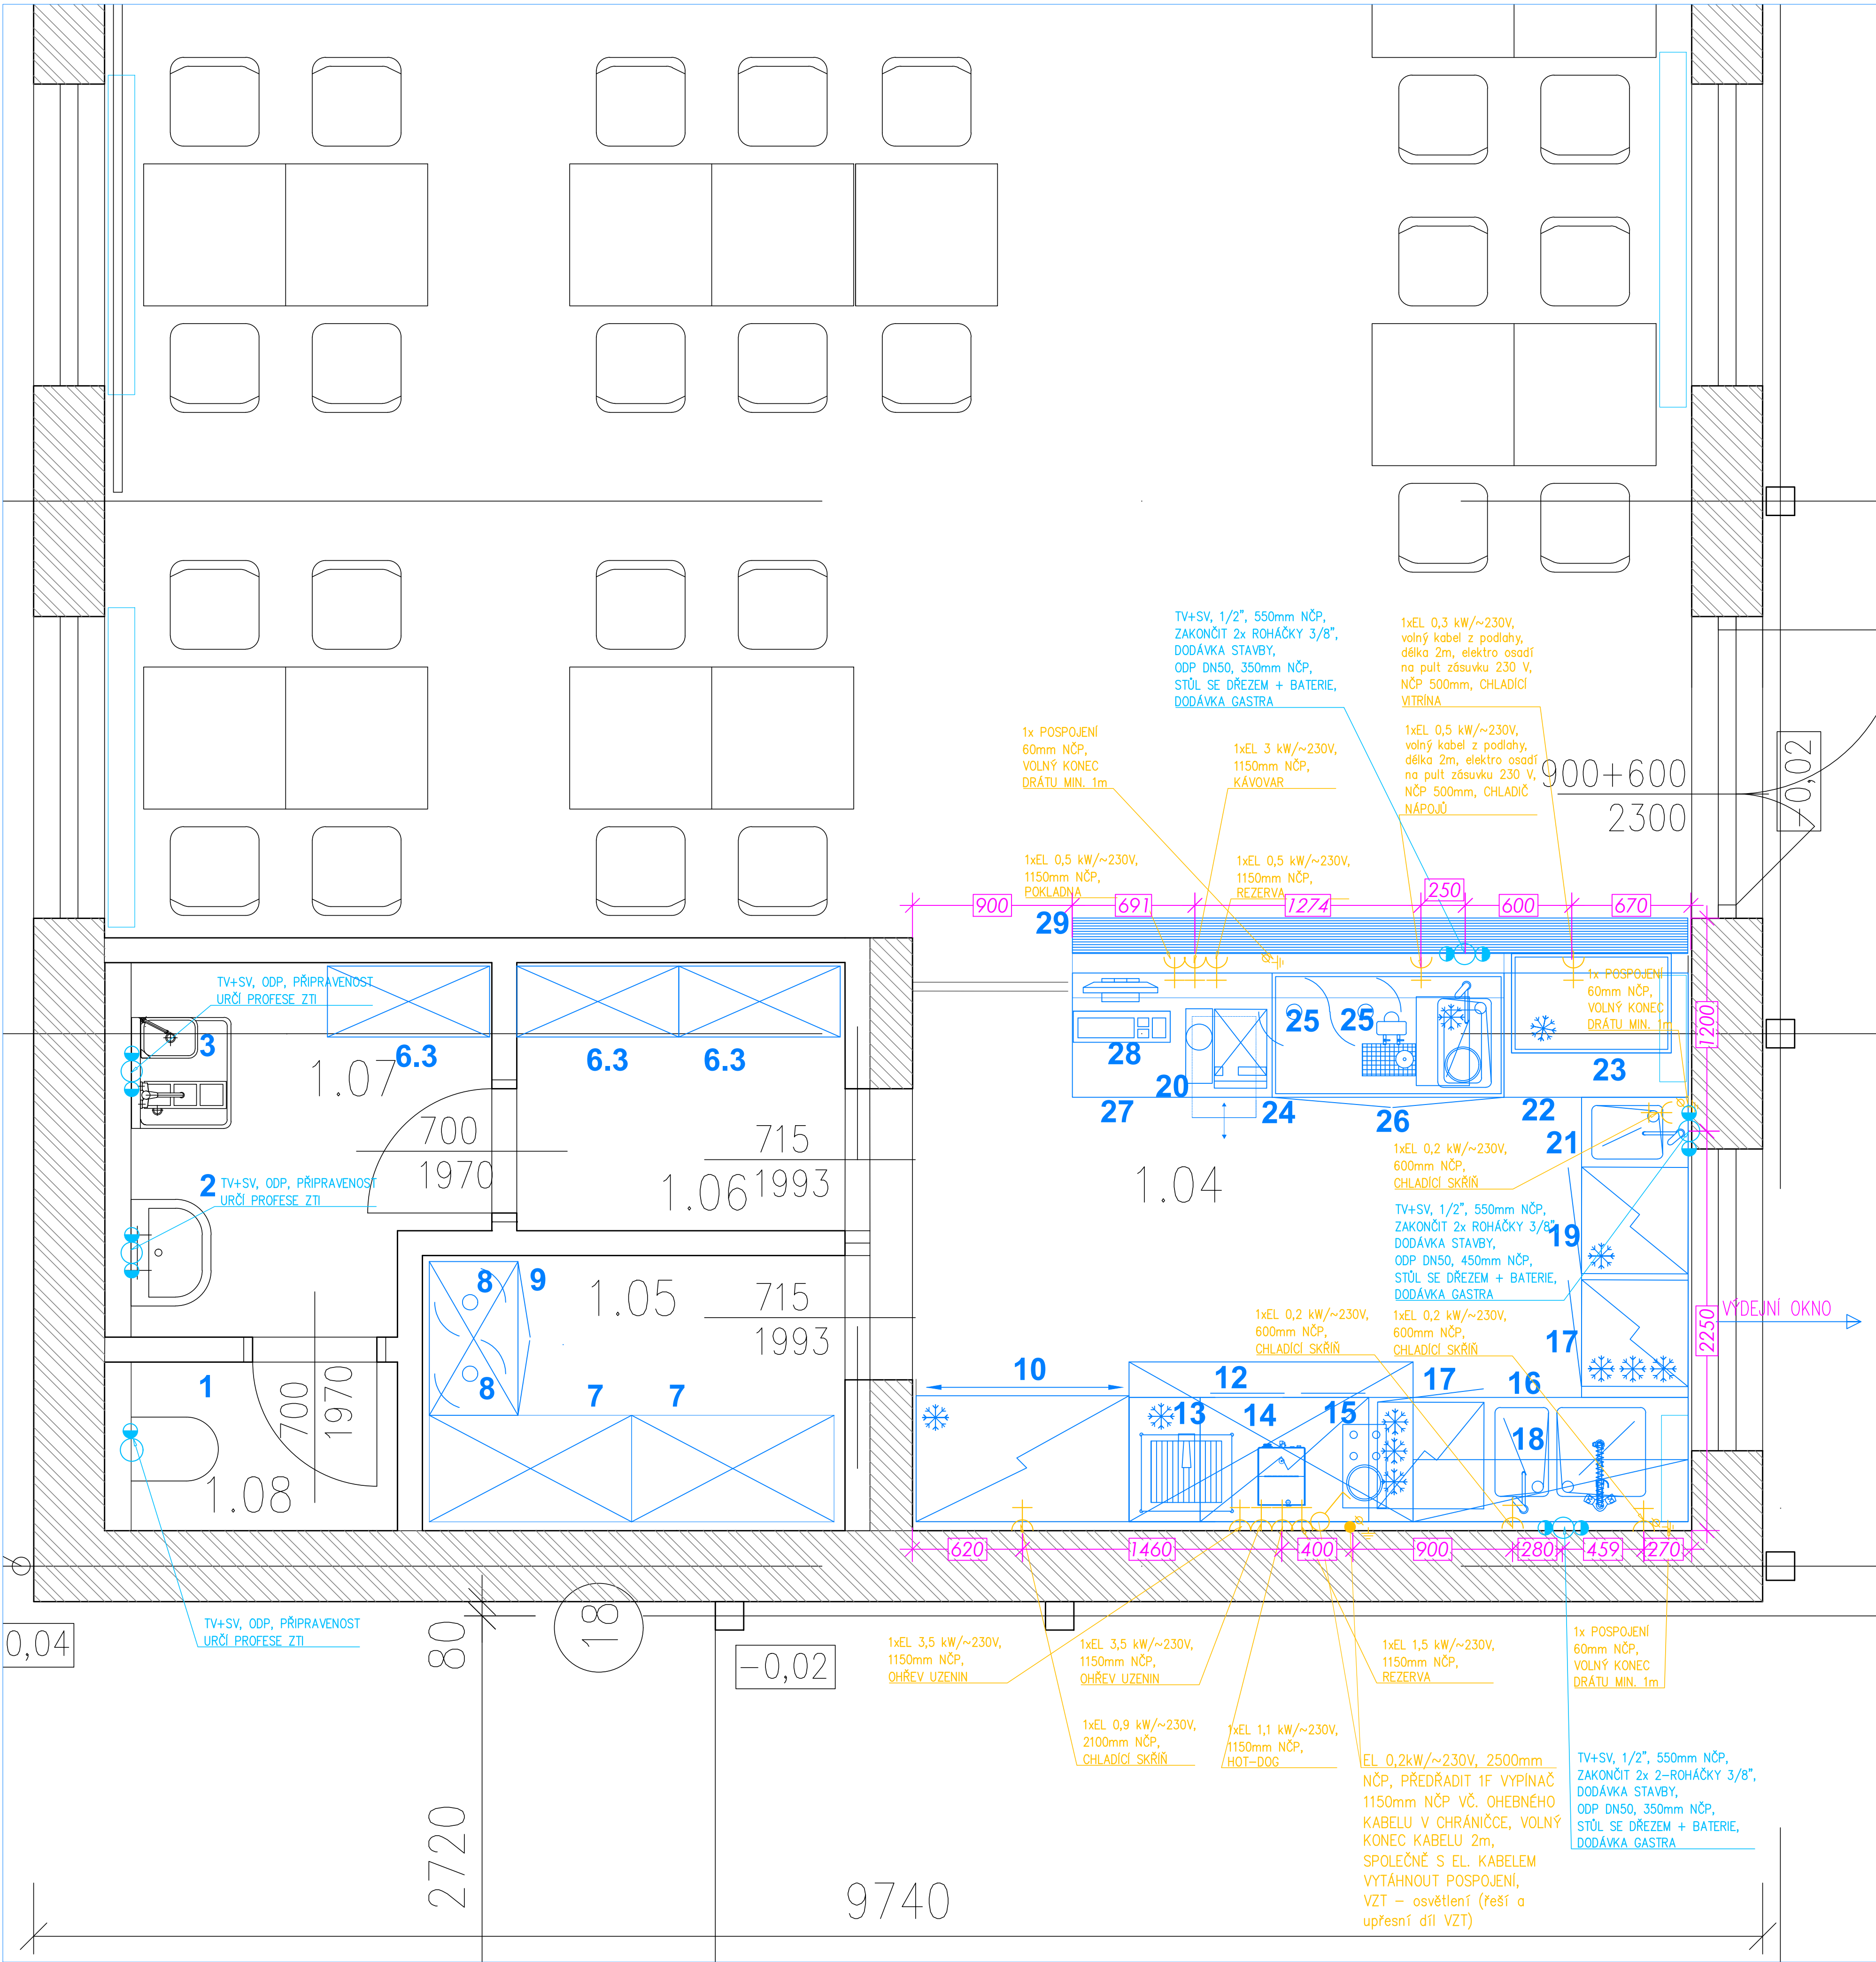 TV+SV, 1/2", 550mm NČP,
ZAKONČIT 2x ROHÁČKY 3/8",
DODÁVKA STAVBY,
ODP DN50, 350mm NČP,
STŮL SE DŘEZEM + BATERIE,
DODÁVKA GASTRA
1xEL 0,3 kW/~230V,
volný kabel z podlahy,
délka 2m, elektro osadí
na pult zásuvku 230 V,
NČP 500mm, CHLADÍCÍ
VITRÍNA
1xEL 0,5 kW/~230V,
volný kabel z podlahy,
délka 2m, elektro osadí
na pult zásuvku 230 V,
NČP 500mm, CHLADIČ
NÁPOJŮ
1x POSPOJENÍ
60mm NČP,
VOLNÝ KONEC
DRÁTU MIN. 1m
1xEL 3 kW/~230V,
1150mm NČP,
KÁVOVAR
900+600
2300
-0,02
1xEL 0,5 kW/~230V,
1150mm NČP,
POKLADNA
1xEL 0,5 kW/~230V,
1150mm NČP,
REZERVA
900
691
1274
250
600
670
29
TV+SV, ODP, PŘIPRAVENOST
URČÍ PROFESE ZTI
1x POSPOJENÍ
60mm NČP,
VOLNÝ KONEC
DRÁTU MIN. 1m
1200
3
6.3
6.3
6.3
28
25
25
23
1.07
20
27
24
26
22
21
700
1970
715
1993
1.06
1.04
1xEL 0,2 kW/~230V,
600mm NČP,
CHLADÍCÍ SKŘÍŇ
2
TV+SV, ODP, PŘIPRAVENOST
URČÍ PROFESE ZTI
TV+SV, 1/2", 550mm NČP,
ZAKONČIT 2x ROHÁČKY 3/8"
DODÁVKA STAVBY,
ODP DN50, 450mm NČP,
STŮL SE DŘEZEM + BATERIE,
DODÁVKA GASTRA
19
8
9
1.05
715
1993
1xEL 0,2 kW/~230V,
600mm NČP,
CHLADÍCÍ SKŘÍŇ
1xEL 0,2 kW/~230V,
600mm NČP,
CHLADÍCÍ SKŘÍŇ
17
2250
VÝDEJNÍ OKNO
1
700
1970
8
7
7
10
12
17
16
13
14
15
18
1.08
620
1460
400
900
280
459
270
TV+SV, ODP, PŘIPRAVENOST
URČÍ PROFESE ZTI
0,04
80
18
-0,02
1xEL 3,5 kW/~230V,
1150mm NČP,
OHŘEV UZENIN
1xEL 3,5 kW/~230V,
1150mm NČP,
OHŘEV UZENIN
1xEL 1,5 kW/~230V,
1150mm NČP,
REZERVA
1x POSPOJENÍ
60mm NČP,
VOLNÝ KONEC
DRÁTU MIN. 1m
1xEL 0,9 kW/~230V,
2100mm NČP,
CHLADÍCÍ SKŘÍŇ
1xEL 1,1 kW/~230V,
1150mm NČP,
HOT-DOG
EL 0,2kW/~230V, 2500mm
NČP, PŘEDŘADIT 1F VYPÍNAČ
1150mm NČP VČ. OHEBNÉHO
KABELU V CHRÁNIČCE, VOLNÝ
KONEC KABELU 2m,
SPOLEČNĚ S EL. KABELEM
VYTÁHNOUT POSPOJENÍ,
VZT - osvětlení (řeší a
upřesní díl VZT)
TV+SV, 1/2", 550mm NČP,
ZAKONČIT 2x 2-ROHÁČKY 3/8",
DODÁVKA STAVBY,
ODP DN50, 350mm NČP,
STŮL SE DŘEZEM + BATERIE,
DODÁVKA GASTRA
2720
9740